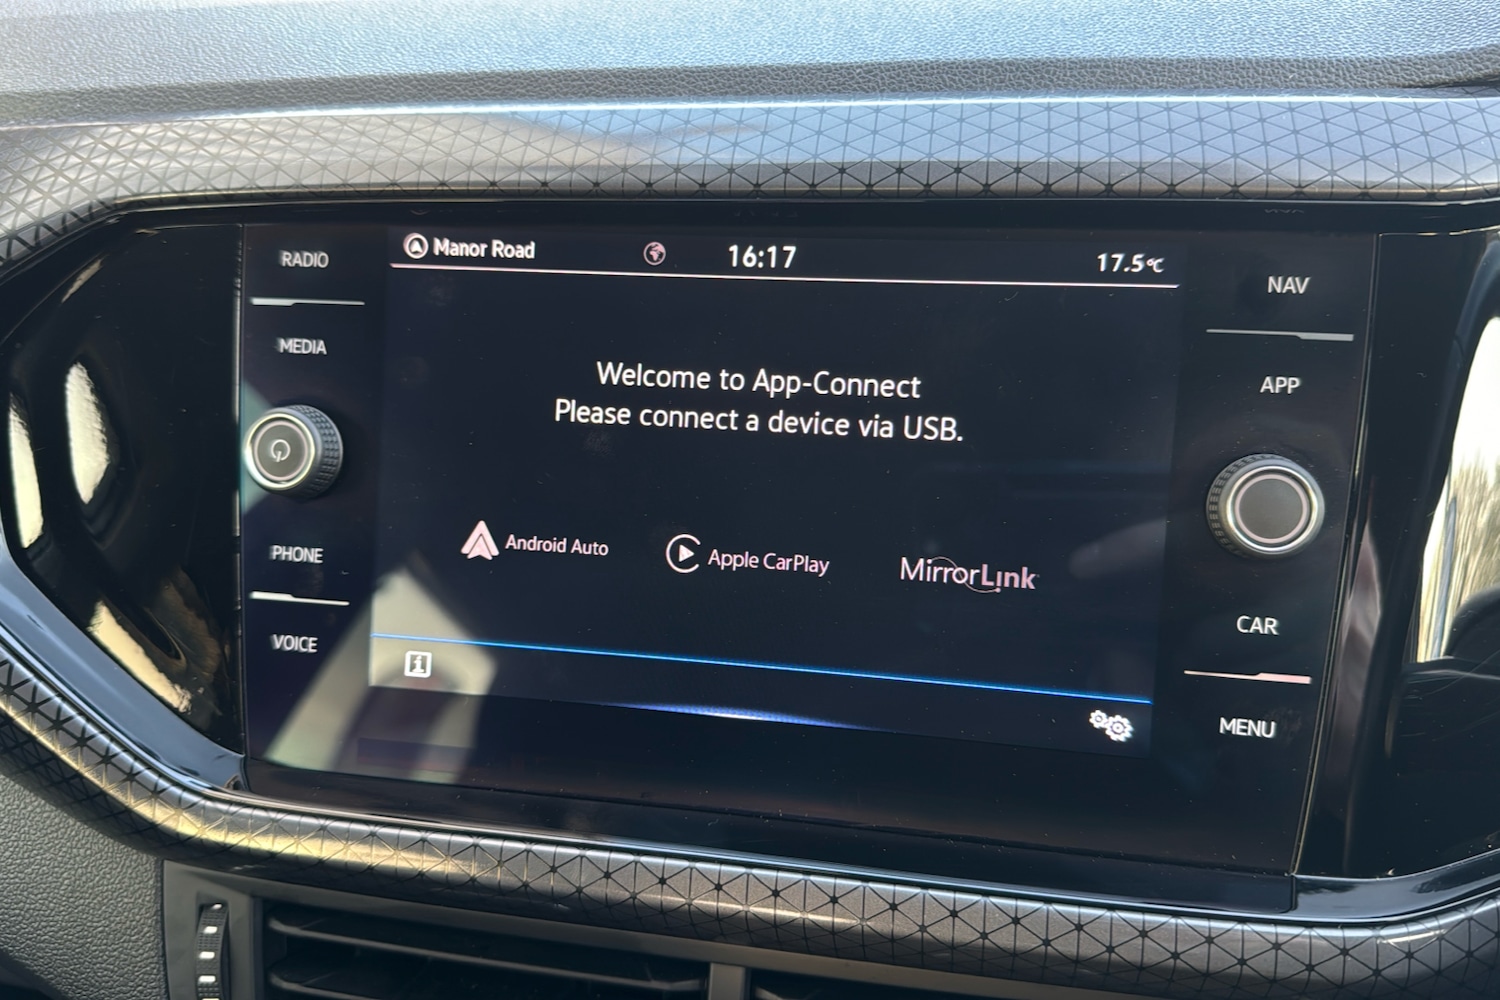 RADIO
MEDIA
PHONE
VOICE
Manor Road
16:17
17.5°C
Welcome to App-Connect
Please connect a device via USB.
Android Auto
Apple CarPlay
MirrorLink
i
NAV
APP
CAR
MENU